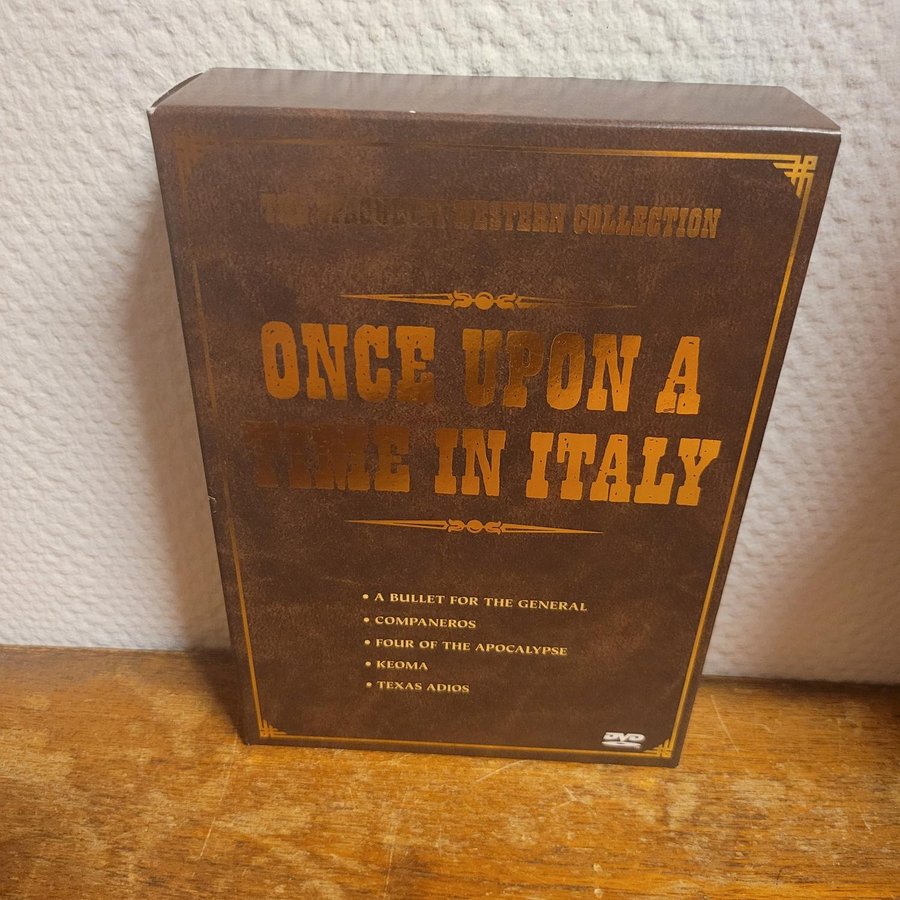 THE SPAGHETTI WESTERN COLLECTION
ONCE UPON A
TIME IN ITALY
• A BULLET FOR THE GENERAL
• COMPANEROS
• FOUR OF THE APOCALYPSE
• KEOMA
• TEXAS ADIOS
DVD